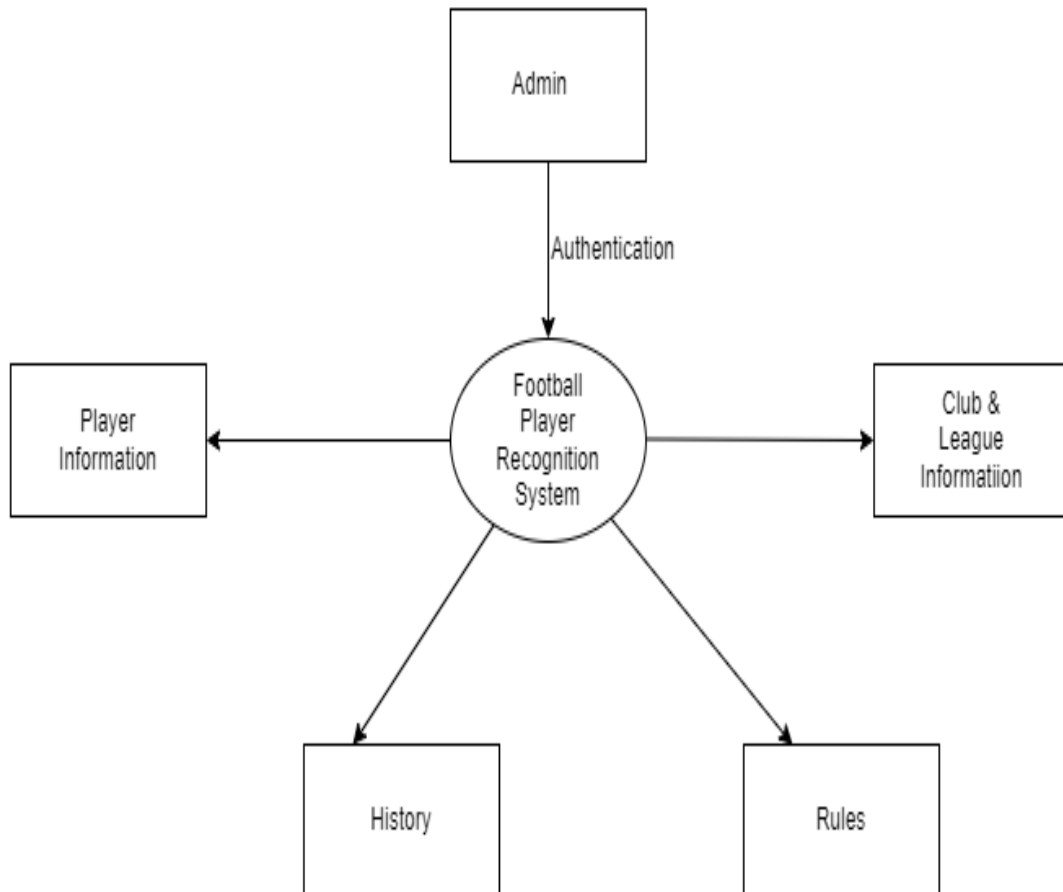 Admin
Authentication
Football
Player
Recognition
System
Player
Information
Club &
League
Informatiion
History
Rules